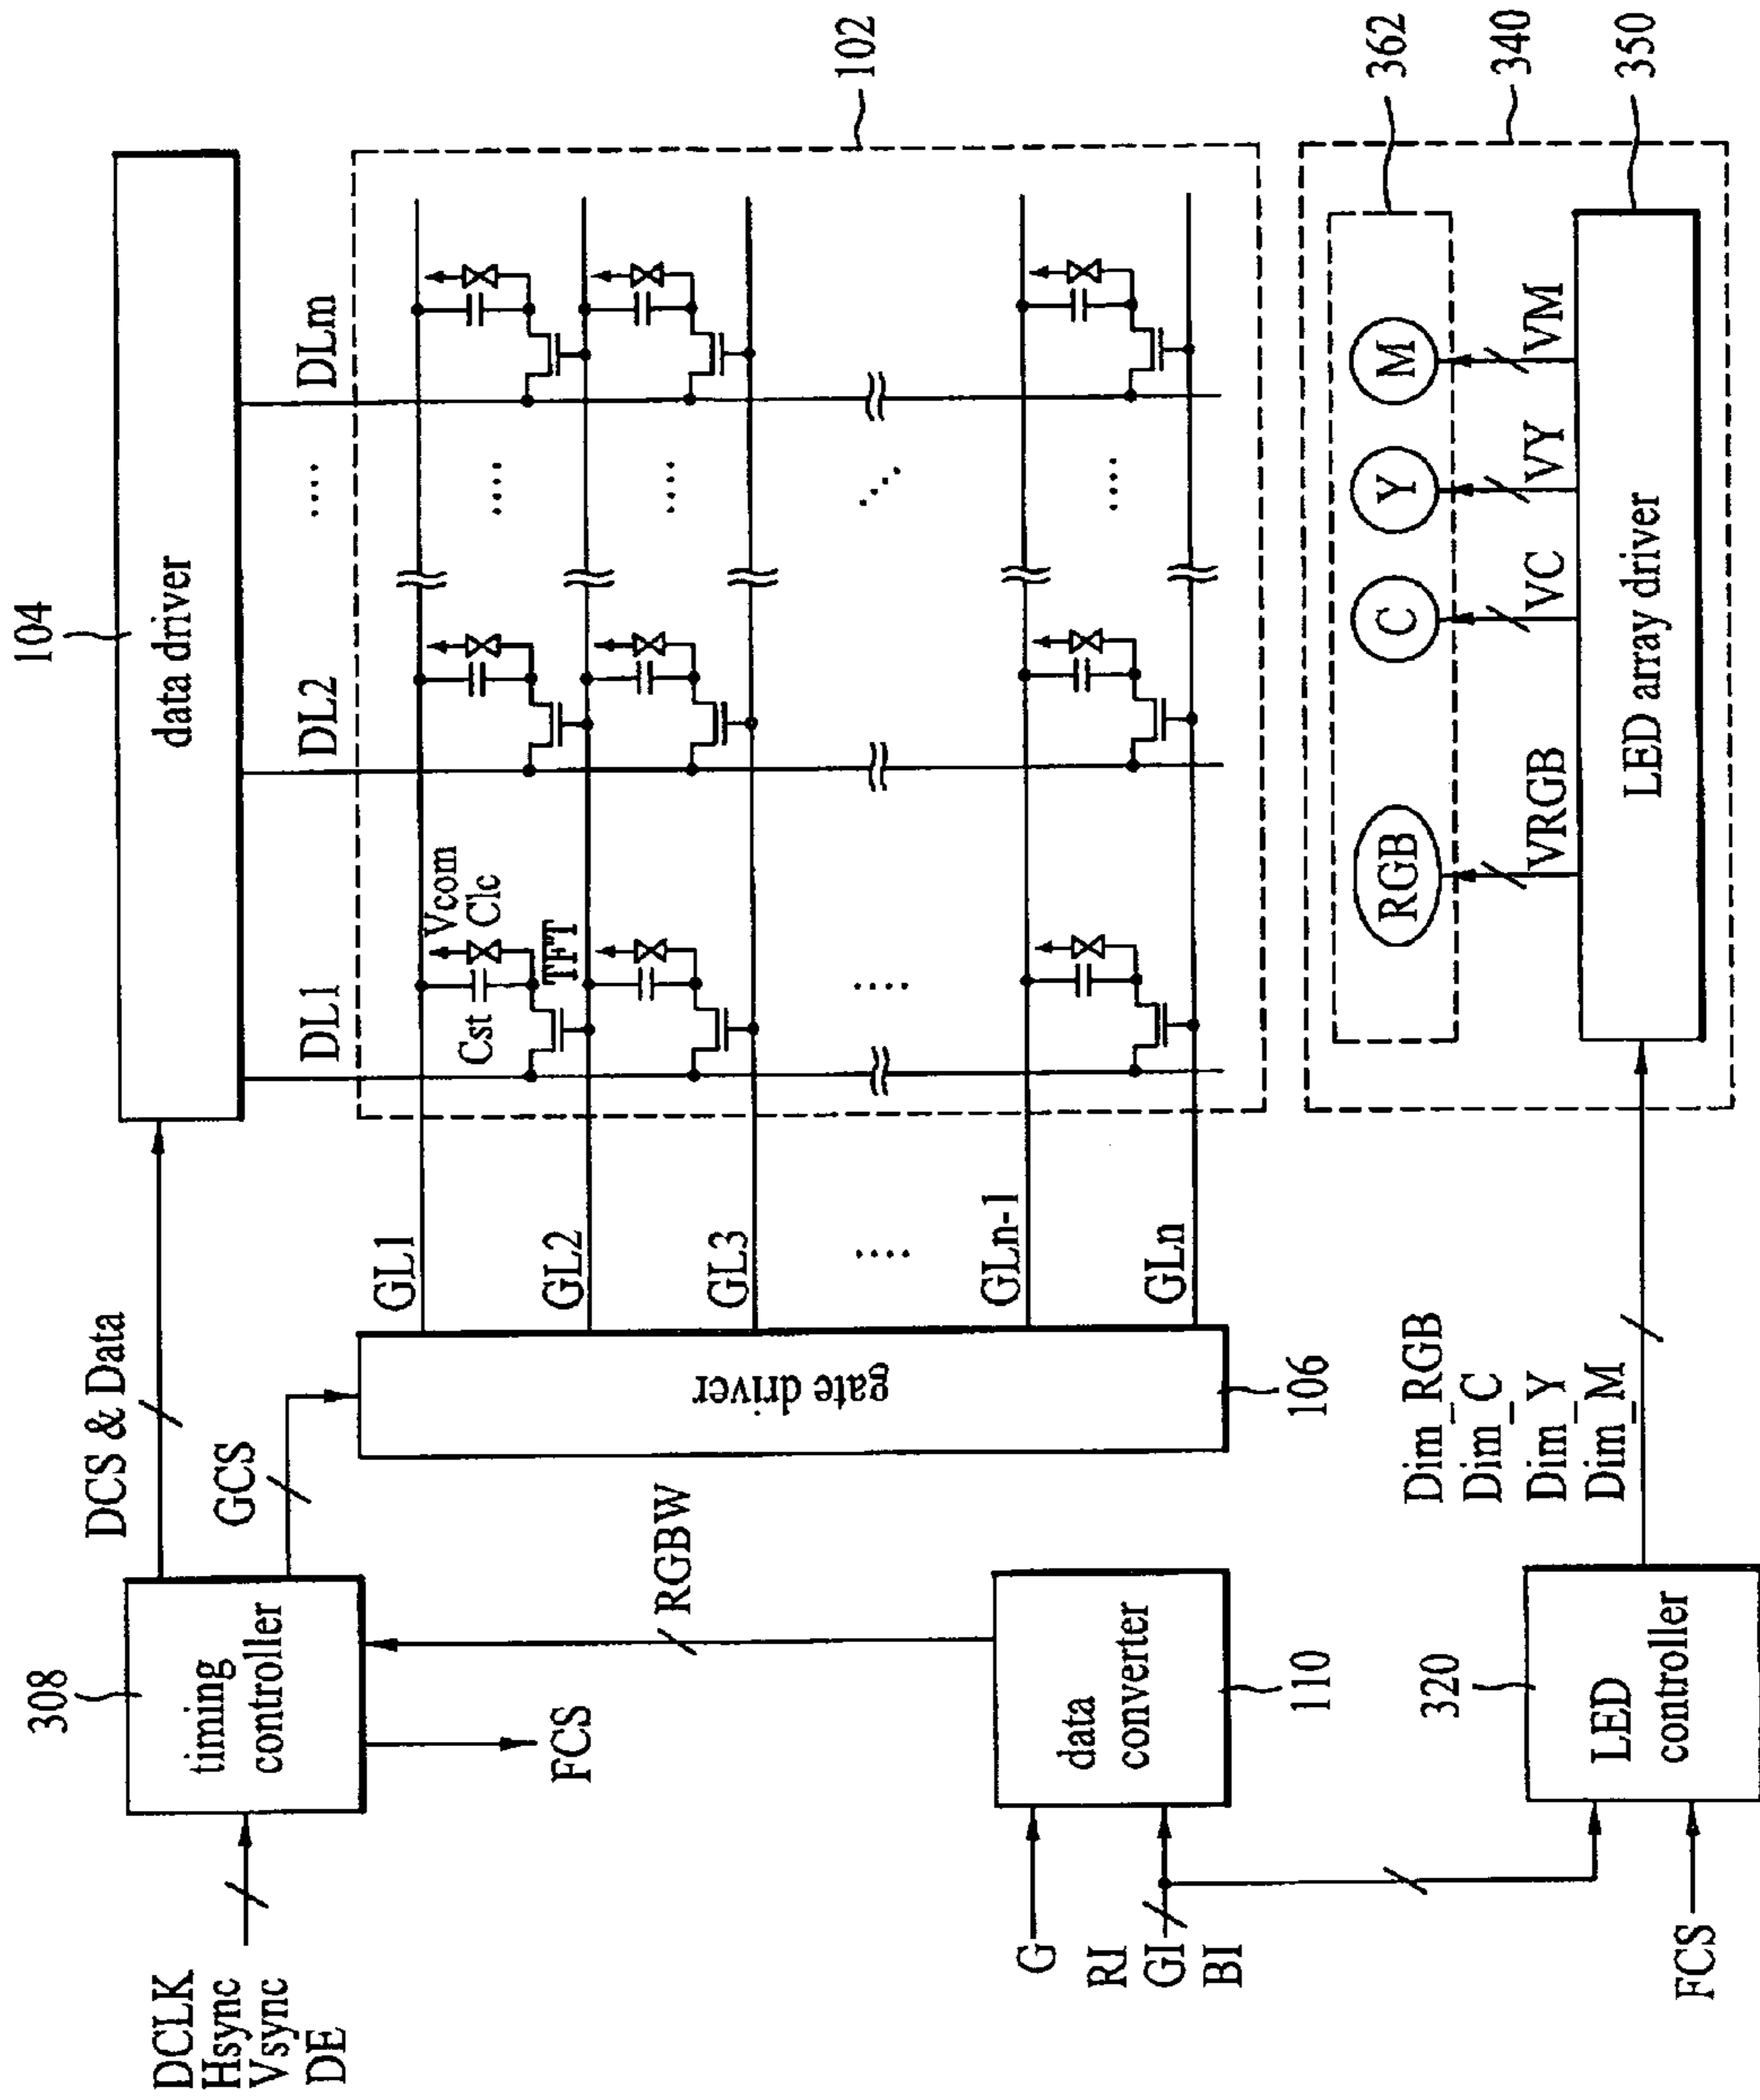 104
data driver
DCS & Data
GCS
308
timing
controller
DCLK
Hsync
Vsync
DE
FCS
RGBW
gate driver
106
DL1
DL2
....
DLm
GL1
GL2
GL3
....
GLn-1
GLn
Vcom
Clc
Cst
TFT
....
....
....
....
....
102
G
RI
GI
BI
data
converter
110
320
LED
controller
FCS
Dim_RGB
Dim_C
Dim_Y
Dim_M
RGB
C
Y
M
VRGB
VC
VY
VM
LED array driver
362
340
350